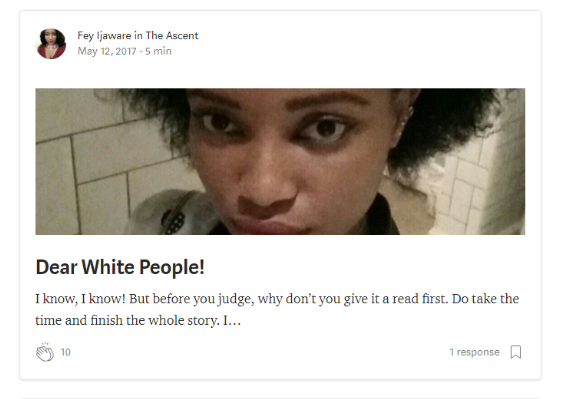 Fey Ijaware in The Ascent
May 12, 2017 · 5 min
Dear White People!
I know, I know! But before you judge, why don’t you give it a read first. Do take the
time and finish the whole story. I…
10
1 response